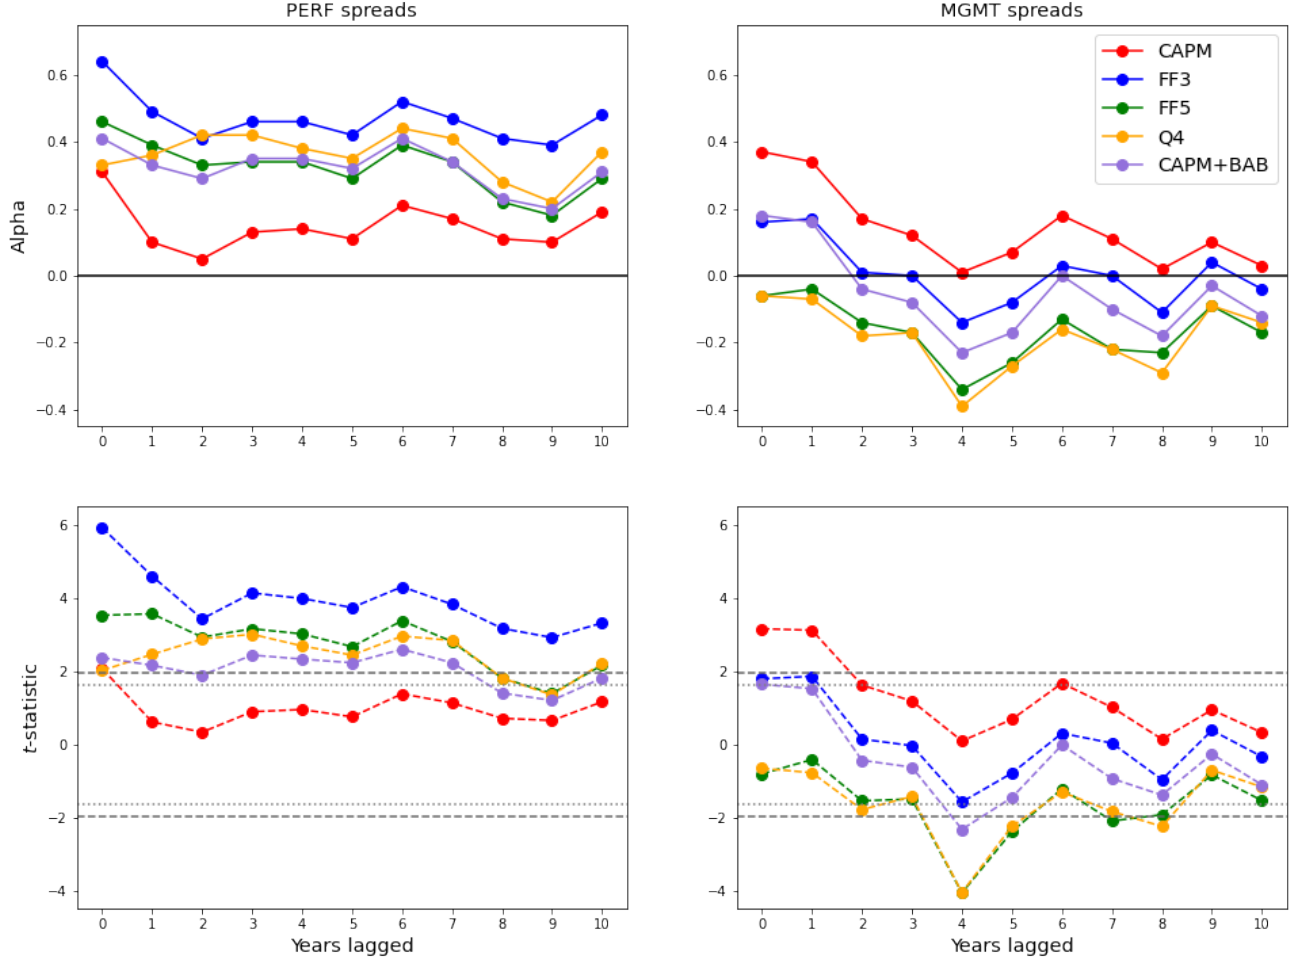 PERF spreads
MGMT spreads
Alpha
0.6
0.4
0.2
0.0
−0.2
−0.4
0 1 2 3 4 5 6 7 8 9 10
0.6
0.4
0.2
0.0
−0.2
−0.4
0 1 2 3 4 5 6 7 8 9 10
CAPM
FF3
FF5
Q4
CAPM+BAB
t-statistic
6
4
2
0
−2
−4
0 1 2 3 4 5 6 7 8 9 10
Years lagged
6
4
2
0
−2
−4
0 1 2 3 4 5 6 7 8 9 10
Years lagged